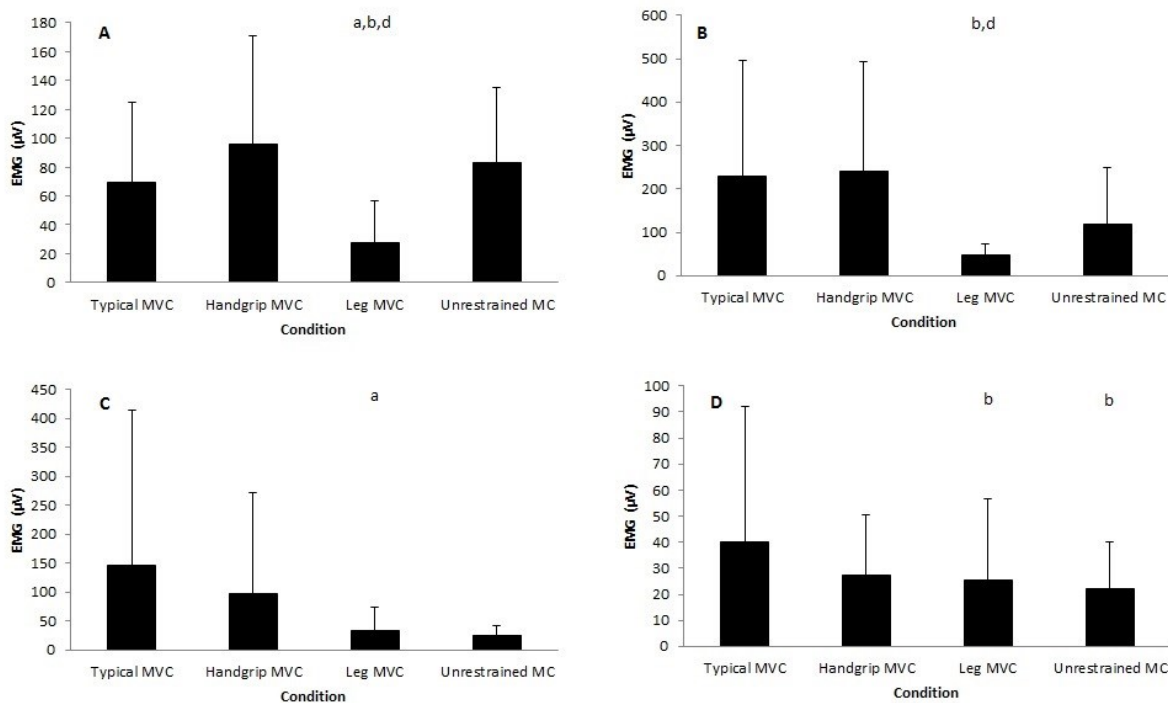 A
a,b,d
180
160
140
120
100
80
60
40
20
0
EMG (µV)
Typical MVC Handgrip MVC Leg MVC Unrestrained MC
Condition
B
b,d
600
500
400
300
200
100
0
EMG (µV)
Typical MVC Handgrip MVC Leg MVC Unrestrained MC
Condition
C
a
450
400
350
300
250
200
150
100
50
0
EMG (µV)
Typical MVC Handgrip MVC Leg MVC Unrestrained MC
Condition
D
b b
100
90
80
70
60
50
40
30
20
10
0
EMG (µV)
Typical MVC Handgrip MVC Leg MVC Unrestrained MC
Condition